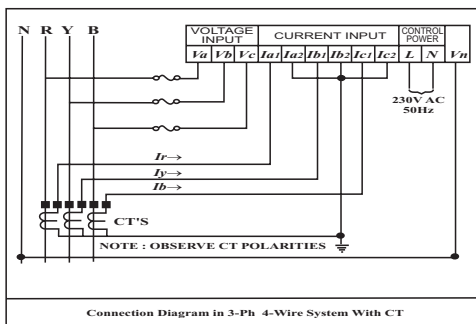 N R Y B
VOLTAGE INPUT CURRENT INPUT CONTROL POWER
Va Vb Vc Ia1 Ia2 Ib1 Ib2 Ic1 Ic2 L N Vn
230V AC
50Hz
Ir→
Iy→
Ib→
CT'S
NOTE : OBSERVE CT POLARITIES
Connection Diagram in 3-Ph 4-Wire System With CT